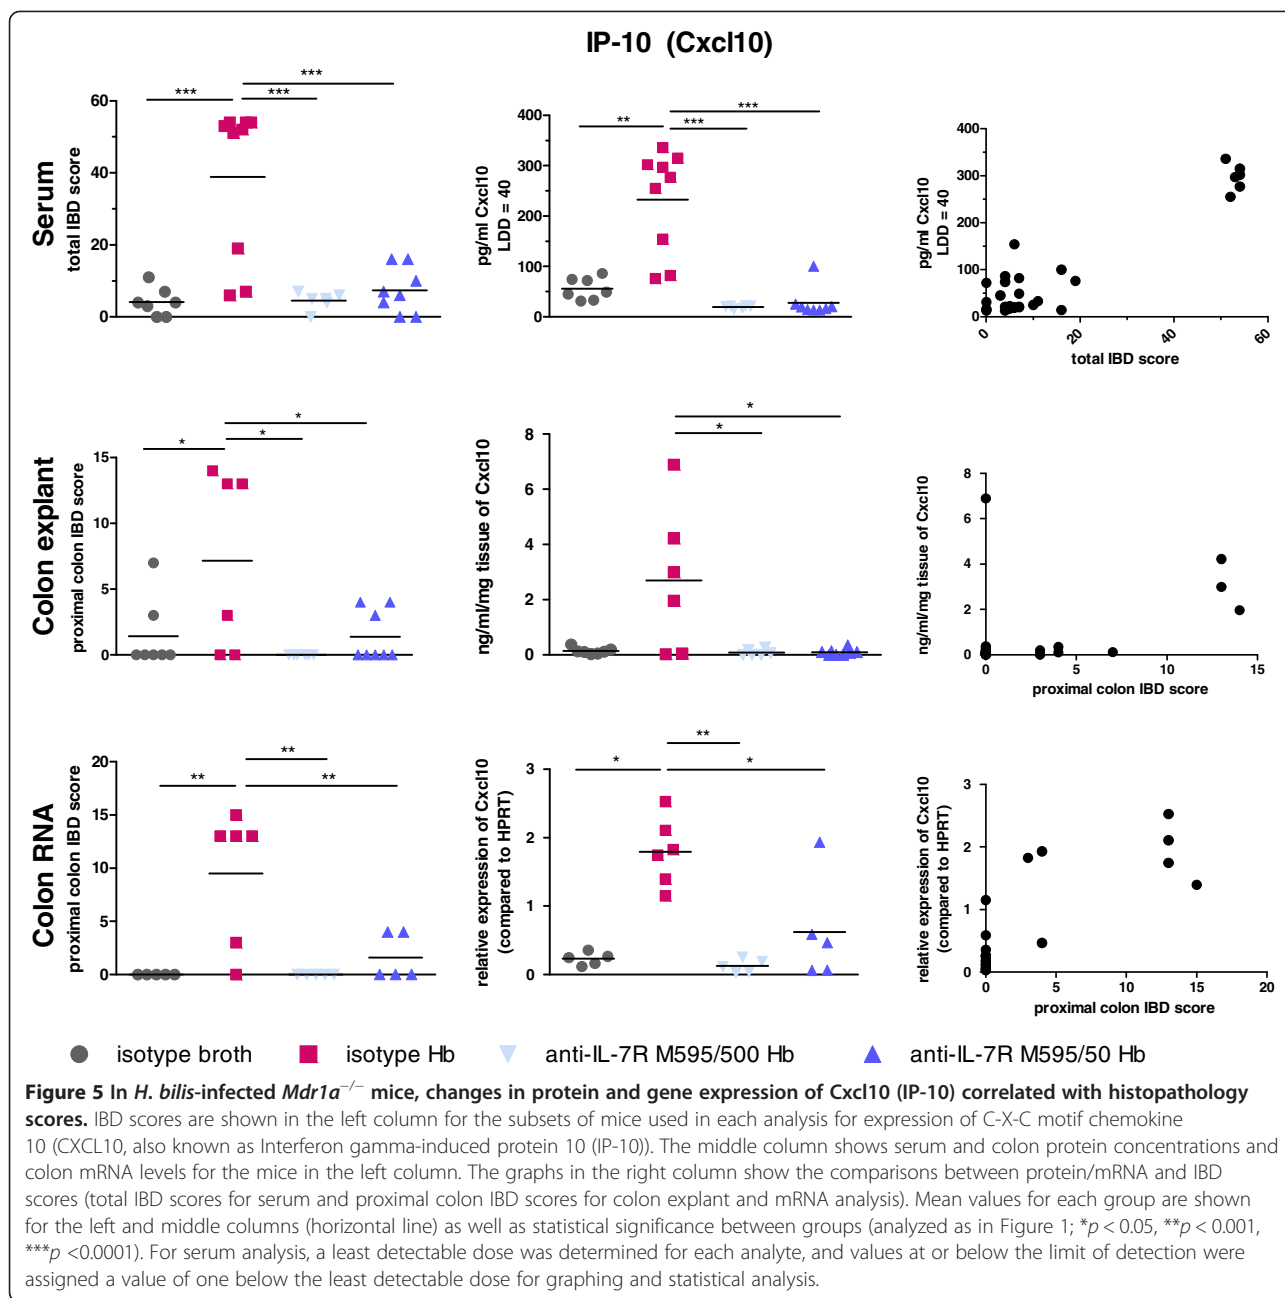 IP-10 (Cxcl10)
Serum
total IBD score
60
40
20
0
***
***
***
pg/ml Cxcl10
LDD = 40
400
300
200
100
0
**
***
***
pg/ml Cxcl10
LDD = 40
400
300
200
100
0
0
20
40
60
total IBD score
Colon explant
proximal colon IBD score
15
10
5
0
*
*
*
ng/ml/mg tissue of Cxcl10
8
6
4
2
0
*
*
ng/ml/mg tissue of Cxcl10
8
6
4
2
0
0
5
10
15
proximal colon IBD score
Colon RNA
proximal colon IBD score
20
15
10
5
0
**
**
**
relative expression of Cxcl10
(compared to HPRT)
3
2
1
0
*
**
*
relative expression of Cxcl10
(compared to HPRT)
3
2
1
0
0
5
10
15
20
proximal colon IBD score
isotype broth
isotype Hb
anti-IL-7R M595/500 Hb
anti-IL-7R M595/50 Hb
Figure 5 In H. bilis-infected Mdr1a−/− mice, changes in protein and gene expression of Cxcl10 (IP-10) correlated with histopathology
scores. IBD scores are shown in the left column for the subsets of mice used in each analysis for expression of C-X-C motif chemokine
10 (CXCL10, also known as Interferon gamma-induced protein 10 (IP-10)). The middle column shows serum and colon protein concentrations and
colon mRNA levels for the mice in the left column. The graphs in the right column show the comparisons between protein/mRNA and IBD
scores (total IBD scores for serum and proximal colon IBD scores for colon explant and mRNA analysis). Mean values for each group are shown
for the left and middle columns (horizontal line) as well as statistical significance between groups (analyzed as in Figure 1; *p < 0.05, **p < 0.001,
***p <0.0001). For serum analysis, a least detectable dose was determined for each analyte, and values at or below the limit of detection were
assigned a value of one below the least detectable dose for graphing and statistical analysis.